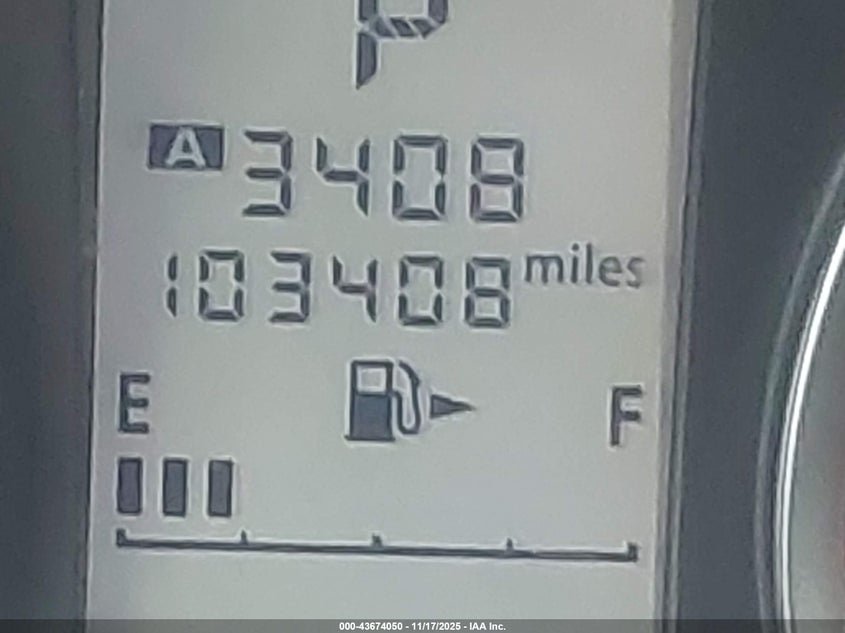 P
A 3408
103408 miles
E F
000-43674050 - 11/17/2025 - IAA Inc.